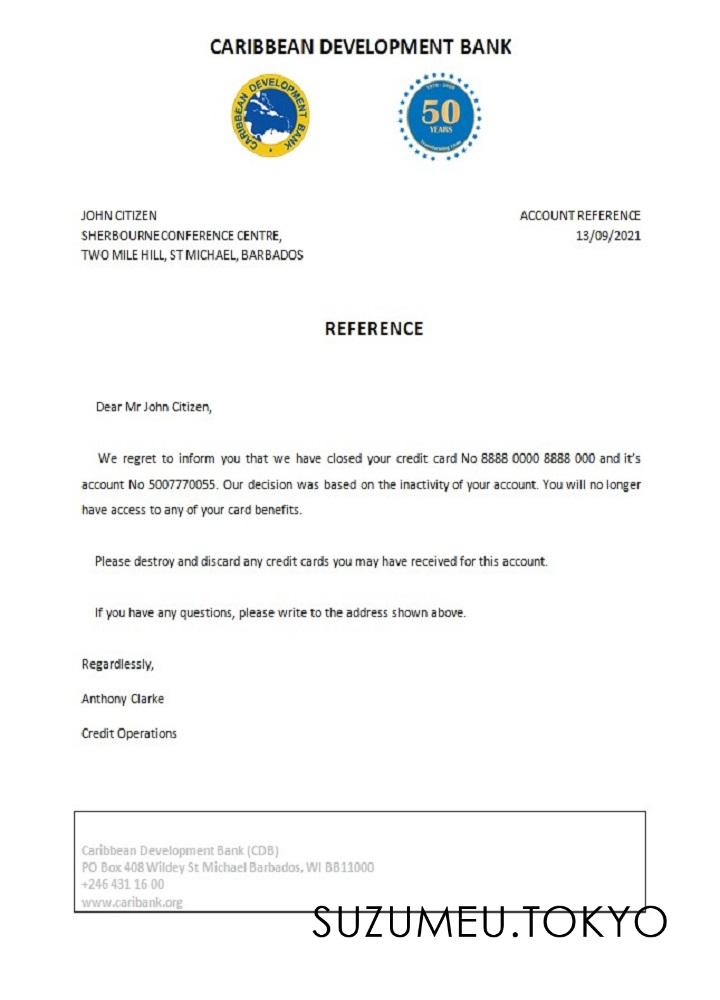 CARIBBEAN DEVELOPMENT BANK
CARIBBEAN DEVELOPMENT BANK
50
YEARS
JOHN CITIZEN
ACCOUNT REFERENCE
SHERBOURNE CONFERENCE CENTRE,
13/09/2021
TWO MILE HILL, ST MICHAEL, BARBADOS
REFERENCE
Dear Mr John Citizen,
We regret to inform you that we have closed your credit card No 8888 0000 8888 000 and it's
account No 5007770055. Our decision was based on the inactivity of your account. You will no longer
have access to any of your card benefits.
Please destroy and discard any credit cards you may have received for this account.
If you have any questions, please write to the address shown above.
Regardlessly,
Anthony Clarke
Credit Operations
Caribbean Development Bank (CDB)
PO Box 408 Wildey St Michael Barbados, WI BB11000
+246 431 16 00
www.caribank.org
SUZUMEU.TOKYO